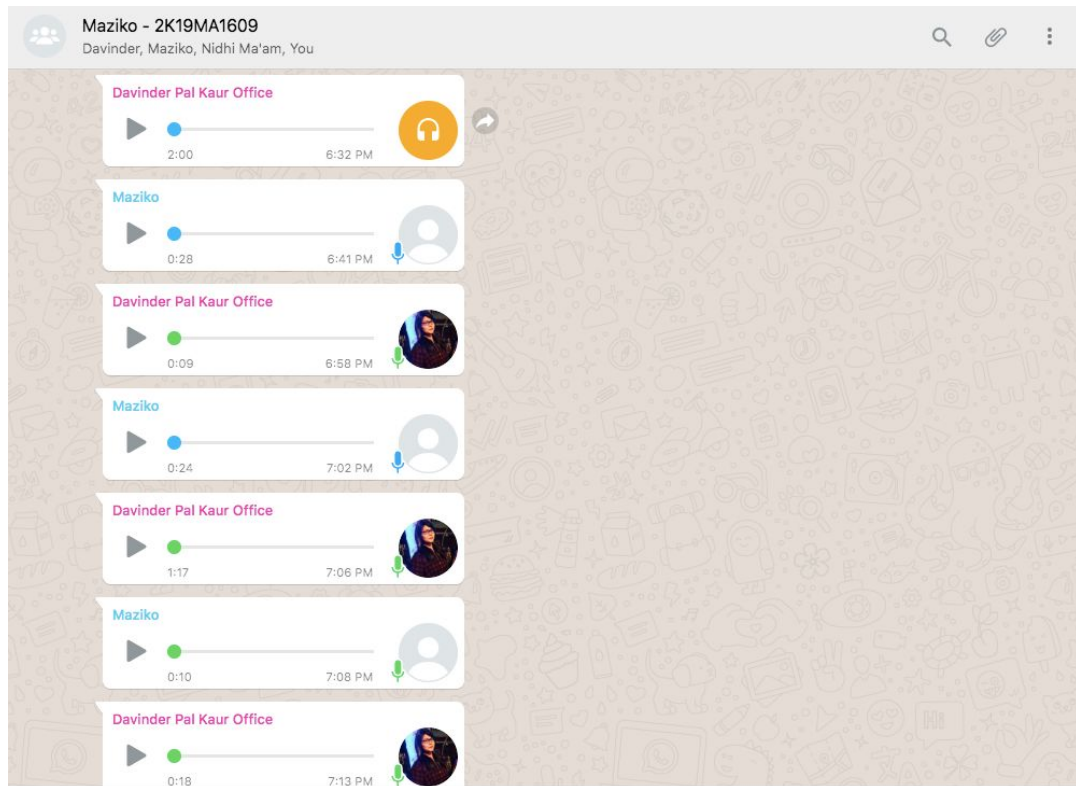 Maziko - 2K19MA1609
Davinder, Maziko, Nidhi Ma'am, You
Davinder Pal Kaur Office
2:00 6:32 PM
Maziko
0:28 6:41 PM
Davinder Pal Kaur Office
0:09 6:58 PM
Maziko
0:24 7:02 PM
Davinder Pal Kaur Office
1:17 7:06 PM
Maziko
0:10 7:08 PM
Davinder Pal Kaur Office
0:18 7:13 PM
Hi